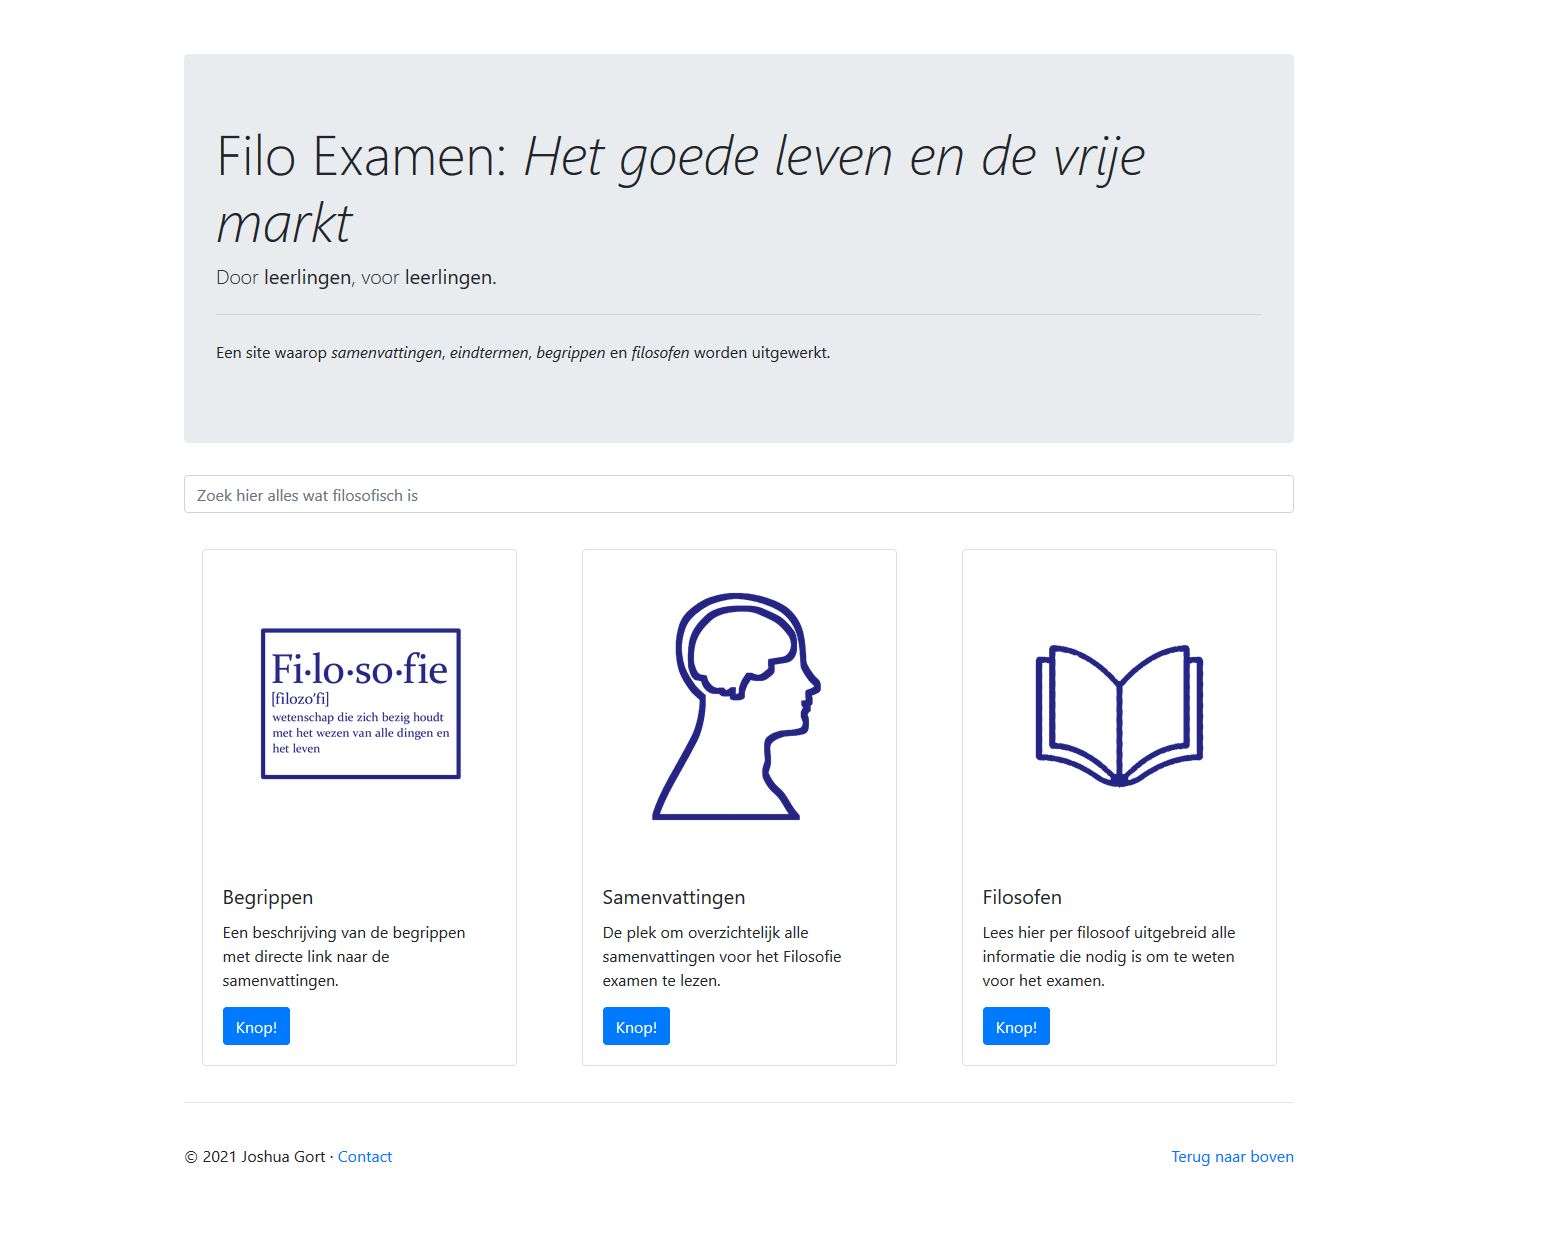 Filo Examen: Het goede leven en de vrije
markt
Door leerlingen, voor leerlingen.
Een site waarop samenvattingen, eindtermen, begrippen en filosofen worden uitgewerkt.
Zoek hier alles wat filosofisch is
Fi·lo·so·fie
[filozo'fi]
wetenschap die zich bezig houdt
met het wezen van alle dingen en
het leven
Begrippen
Een beschrijving van de begrippen
met directe link naar de
samenvattingen.
Knop!
Samenvattingen
De plek om overzichtelijk alle
samenvattingen voor het Filosofie
examen te lezen.
Knop!
Filosofen
Lees hier per filosoof uitgebreid alle
informatie die nodig is om te weten
voor het examen.
Knop!
© 2021 Joshua Gort · Contact
Terug naar boven